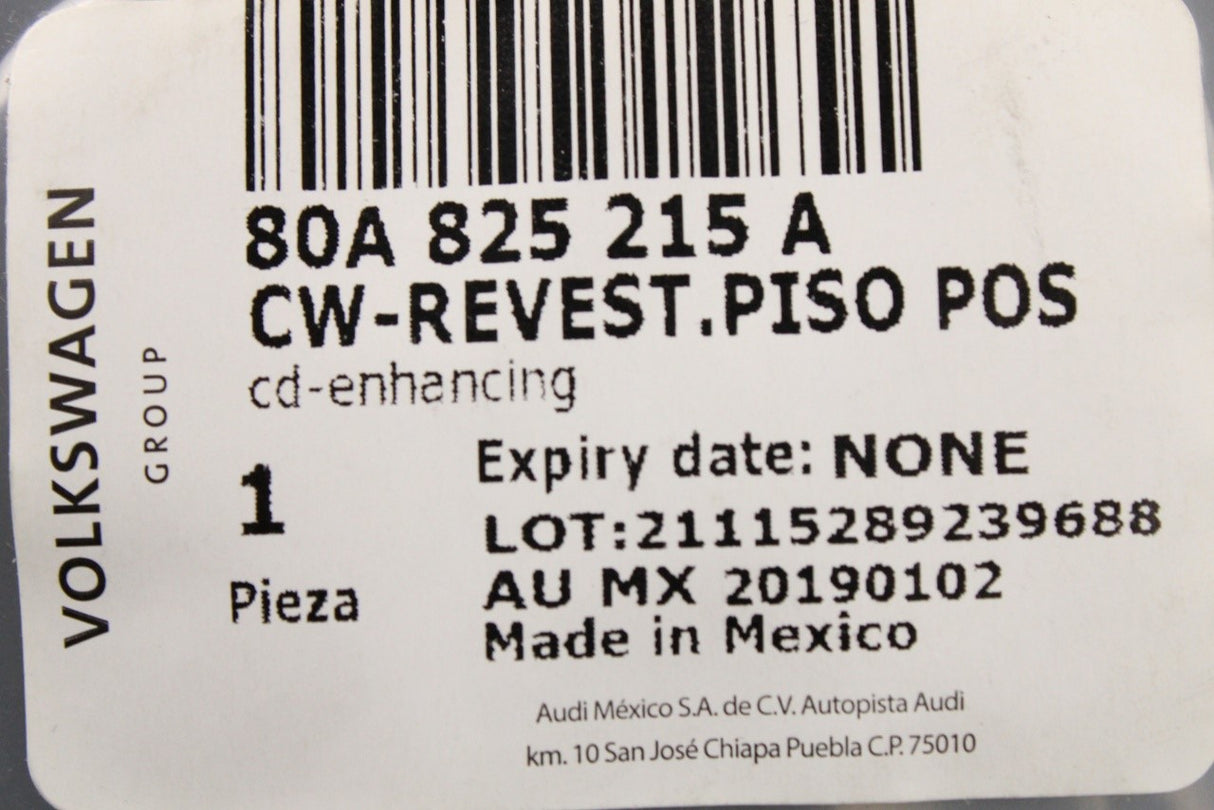 VOLKSWAGEN
GROUP
80A 825 215 A
CW-REVEST.PISO POS
cd-enhancing
1
Pieza
Expiry date: NONE
LOT:21115289239688
AU MX 20190102
Made in Mexico
Audi México S.A. de C.V. Autopista Audi
km. 10 San José Chiapa Puebla C.P. 75010